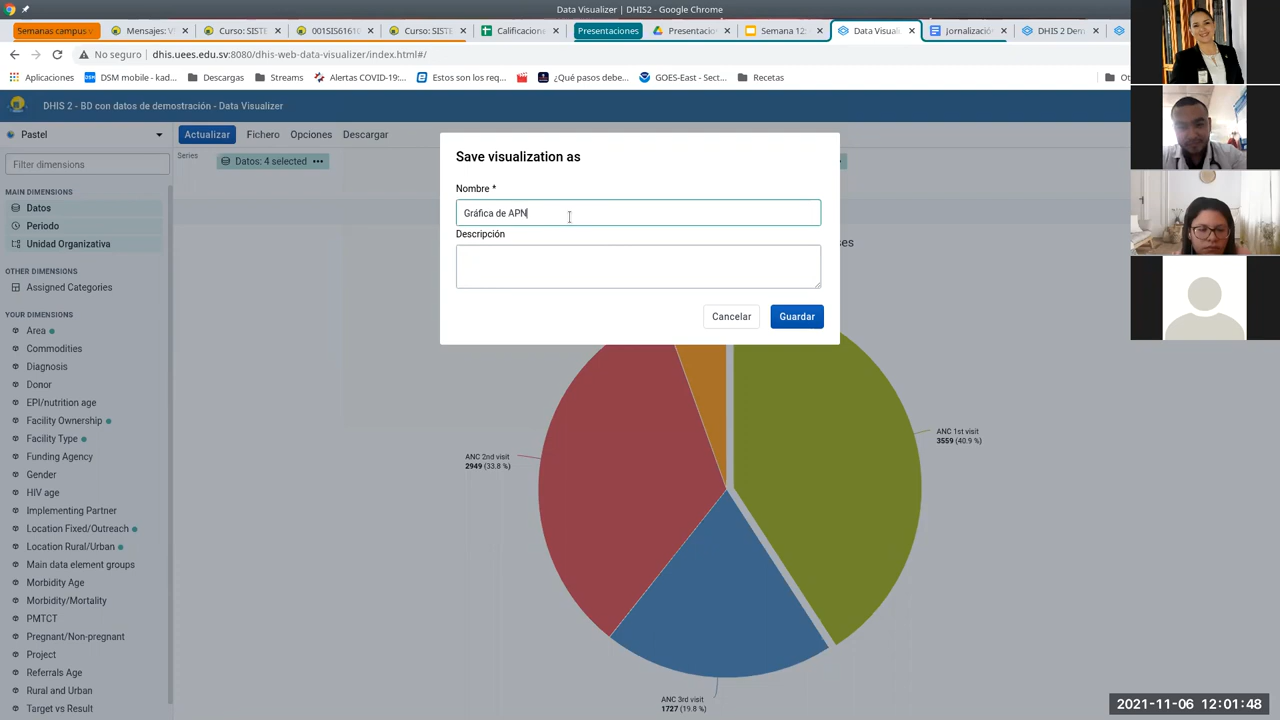 Data Visualizer | DHIS2 - Google Chrome
Semanas campus v
Mensajes: V
Curso: SISTE
001SIS61610
Curso: SISTE
Calificacione
Presentaciones
Presentacio
Semana 12:
Data Visuali
Jornalizació
DHIS 2 Dem
No seguro
dhis.uees.edu.sv:8080/dhis-web-data-visualizer/index.html#/
Aplicaciones
DSM mobile - kad...
Descargas
Streams
Alertas COVID-19:...
Estos son los req...
¿Qué pasos debe...
GOES-East - Sect...
Recetas
Ot
DHIS 2 - BD con datos de demostración - Data Visualizer
Pastel
Actualizar
Fichero
Opciones
Descargar
Filter dimensions
Series
Datos: 4 selected
MAIN DIMENSIONS
Datos
Periodo
Unidad Organizativa
OTHER DIMENSIONS
Assigned Categories
YOUR DIMENSIONS
Area
Commodities
Diagnosis
Donor
EPI/nutrition age
Facility Ownership
Facility Type
Funding Agency
Gender
HIV age
Implementing Partner
Location Fixed/Outreach
Location Rural/Urban
Main data element groups
Morbidity Age
Morbidity/Mortality
PMTCT
Pregnant/Non-pregnant
Project
Referrals Age
Rural and Urban
Target vs Result
Save visualization as
Nombre *
Gráfica de APN
Descripción
Cancelar
Guardar
ses
ANC 1st visit
3559 (40.9 %)
ANC 2nd visit
2949 (33.8 %)
ANC 3rd visit
1727 (19.8 %)
2021-11-06 12:01:48